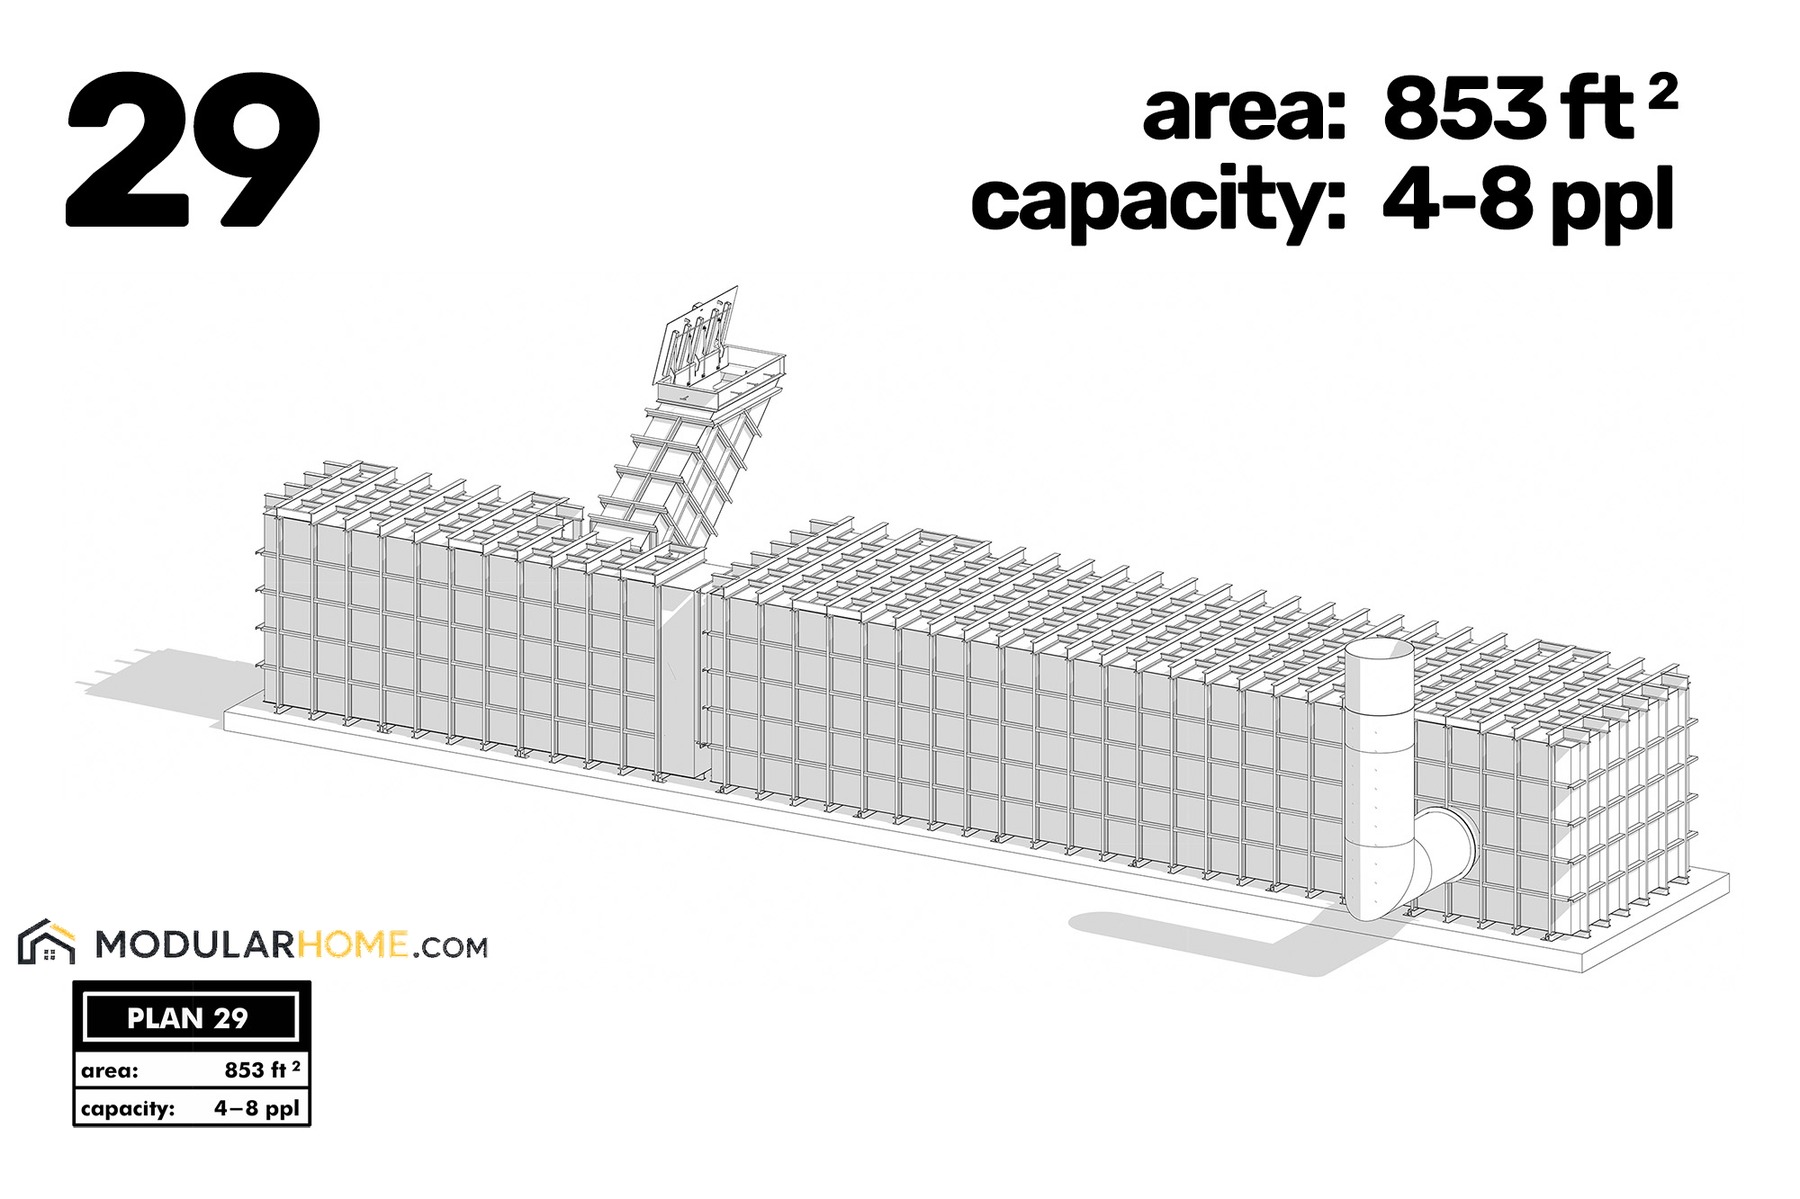 29
area: 853 ft²
capacity: 4-8 ppl
MODULARHOME.COM
PLAN 29
area: 853 ft²
capacity: 4–8 ppl